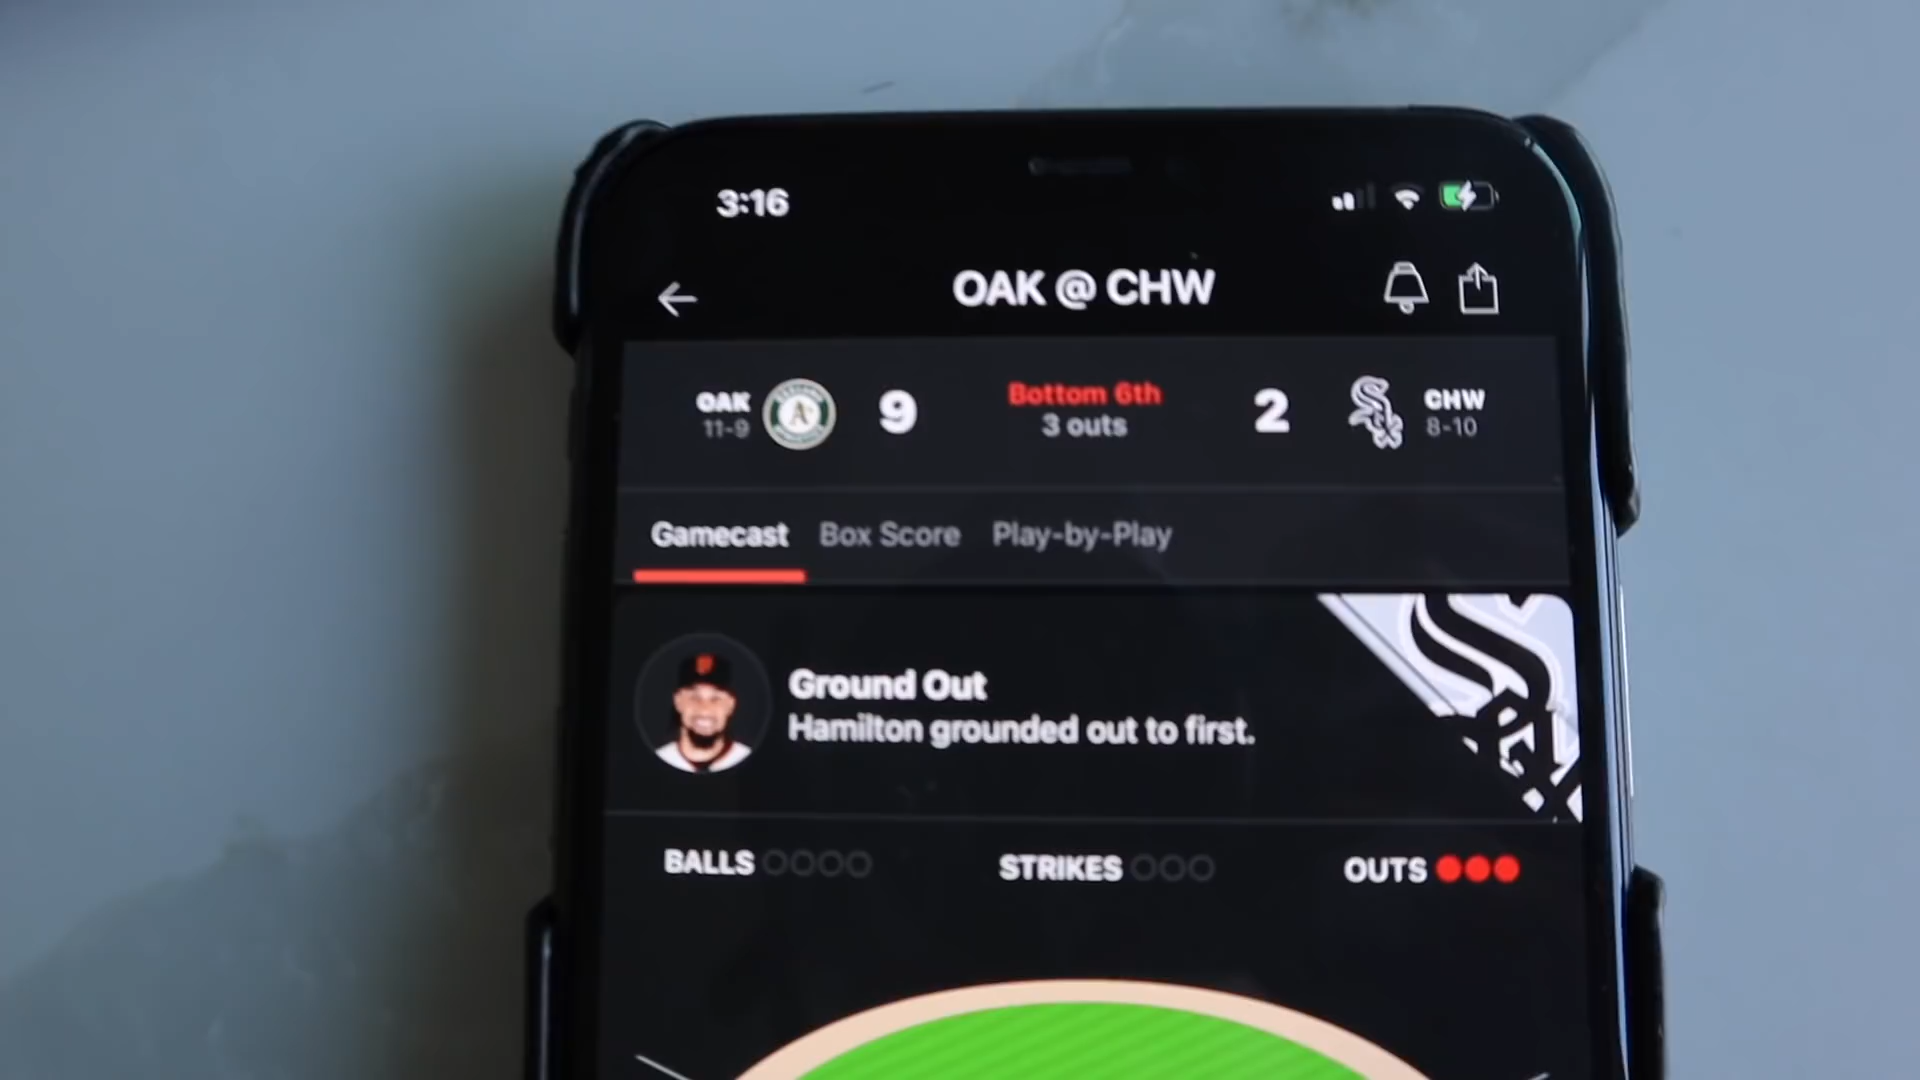 3:16
OAK @ CHW
OAK
11-9
9
Bottom 6th
3 outs
2
CHW
8-10
Gamecast Box Score Play-by-Play
Ground Out
Hamilton grounded out to first.
BALLS STRIKES OUTS